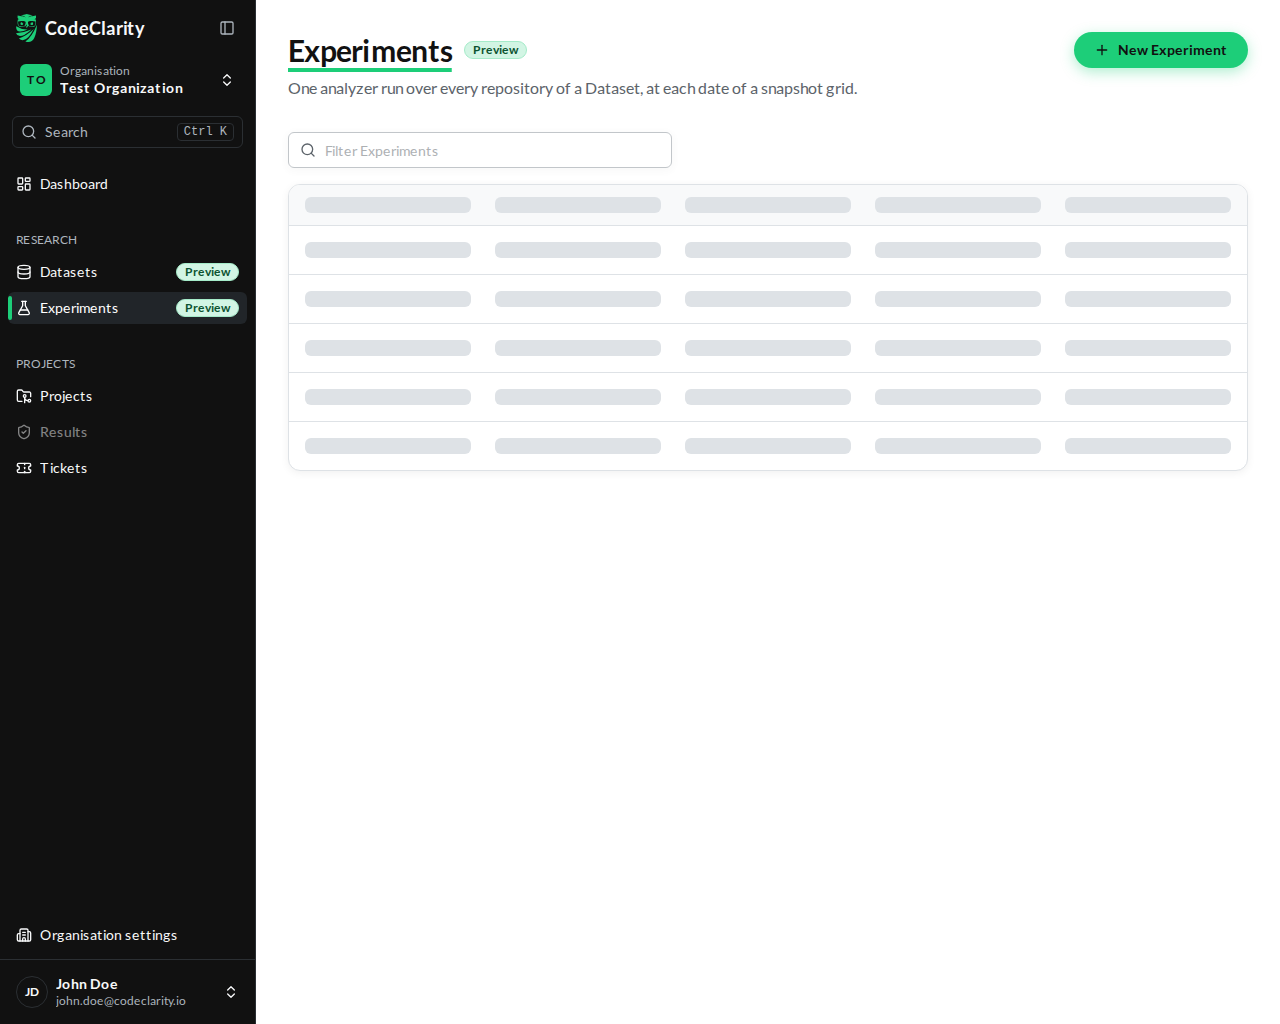 CodeClarity
TO
Organisation
Test Organization
Search
Ctrl K
Dashboard
RESEARCH
Datasets
Preview
Experiments
Preview
PROJECTS
Projects
Results
Tickets
Organisation settings
JD
John Doe
john.doe@codeclarity.io
Experiments
Preview
New Experiment
One analyzer run over every repository of a Dataset, at each date of a snapshot grid.
Filter Experiments